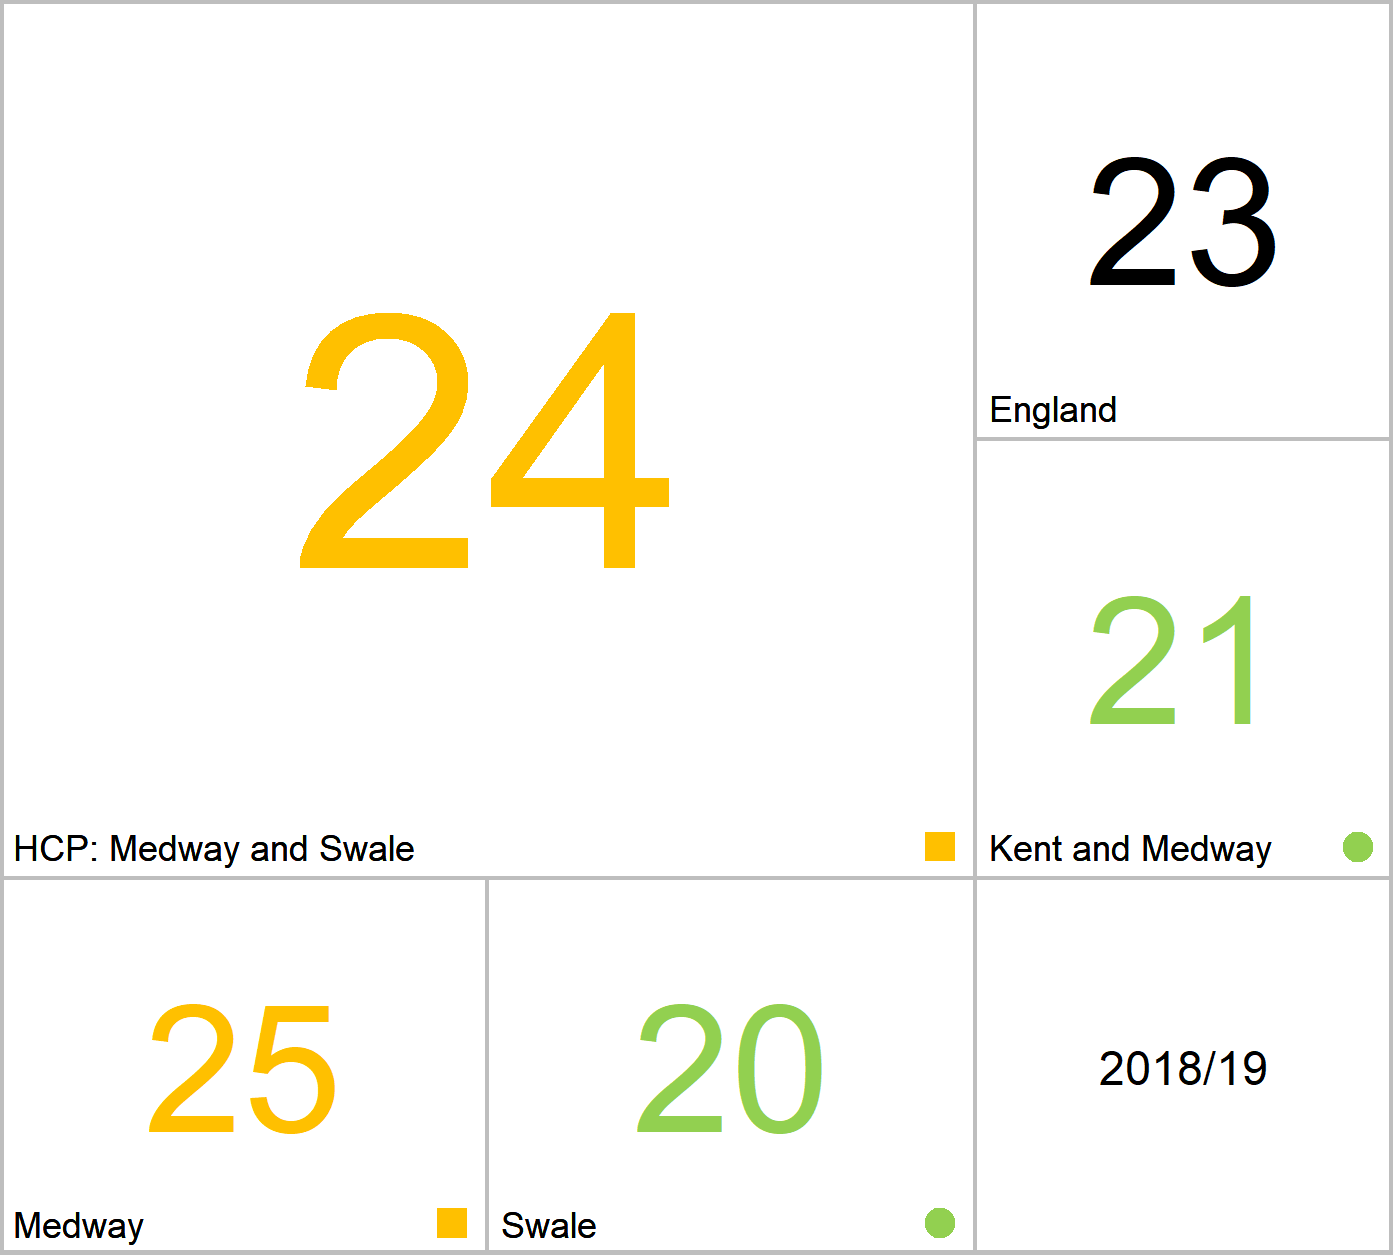 24
HCP: Medway and Swale
23
England
21
Kent and Medway
25
Medway
20
Swale
2018/19